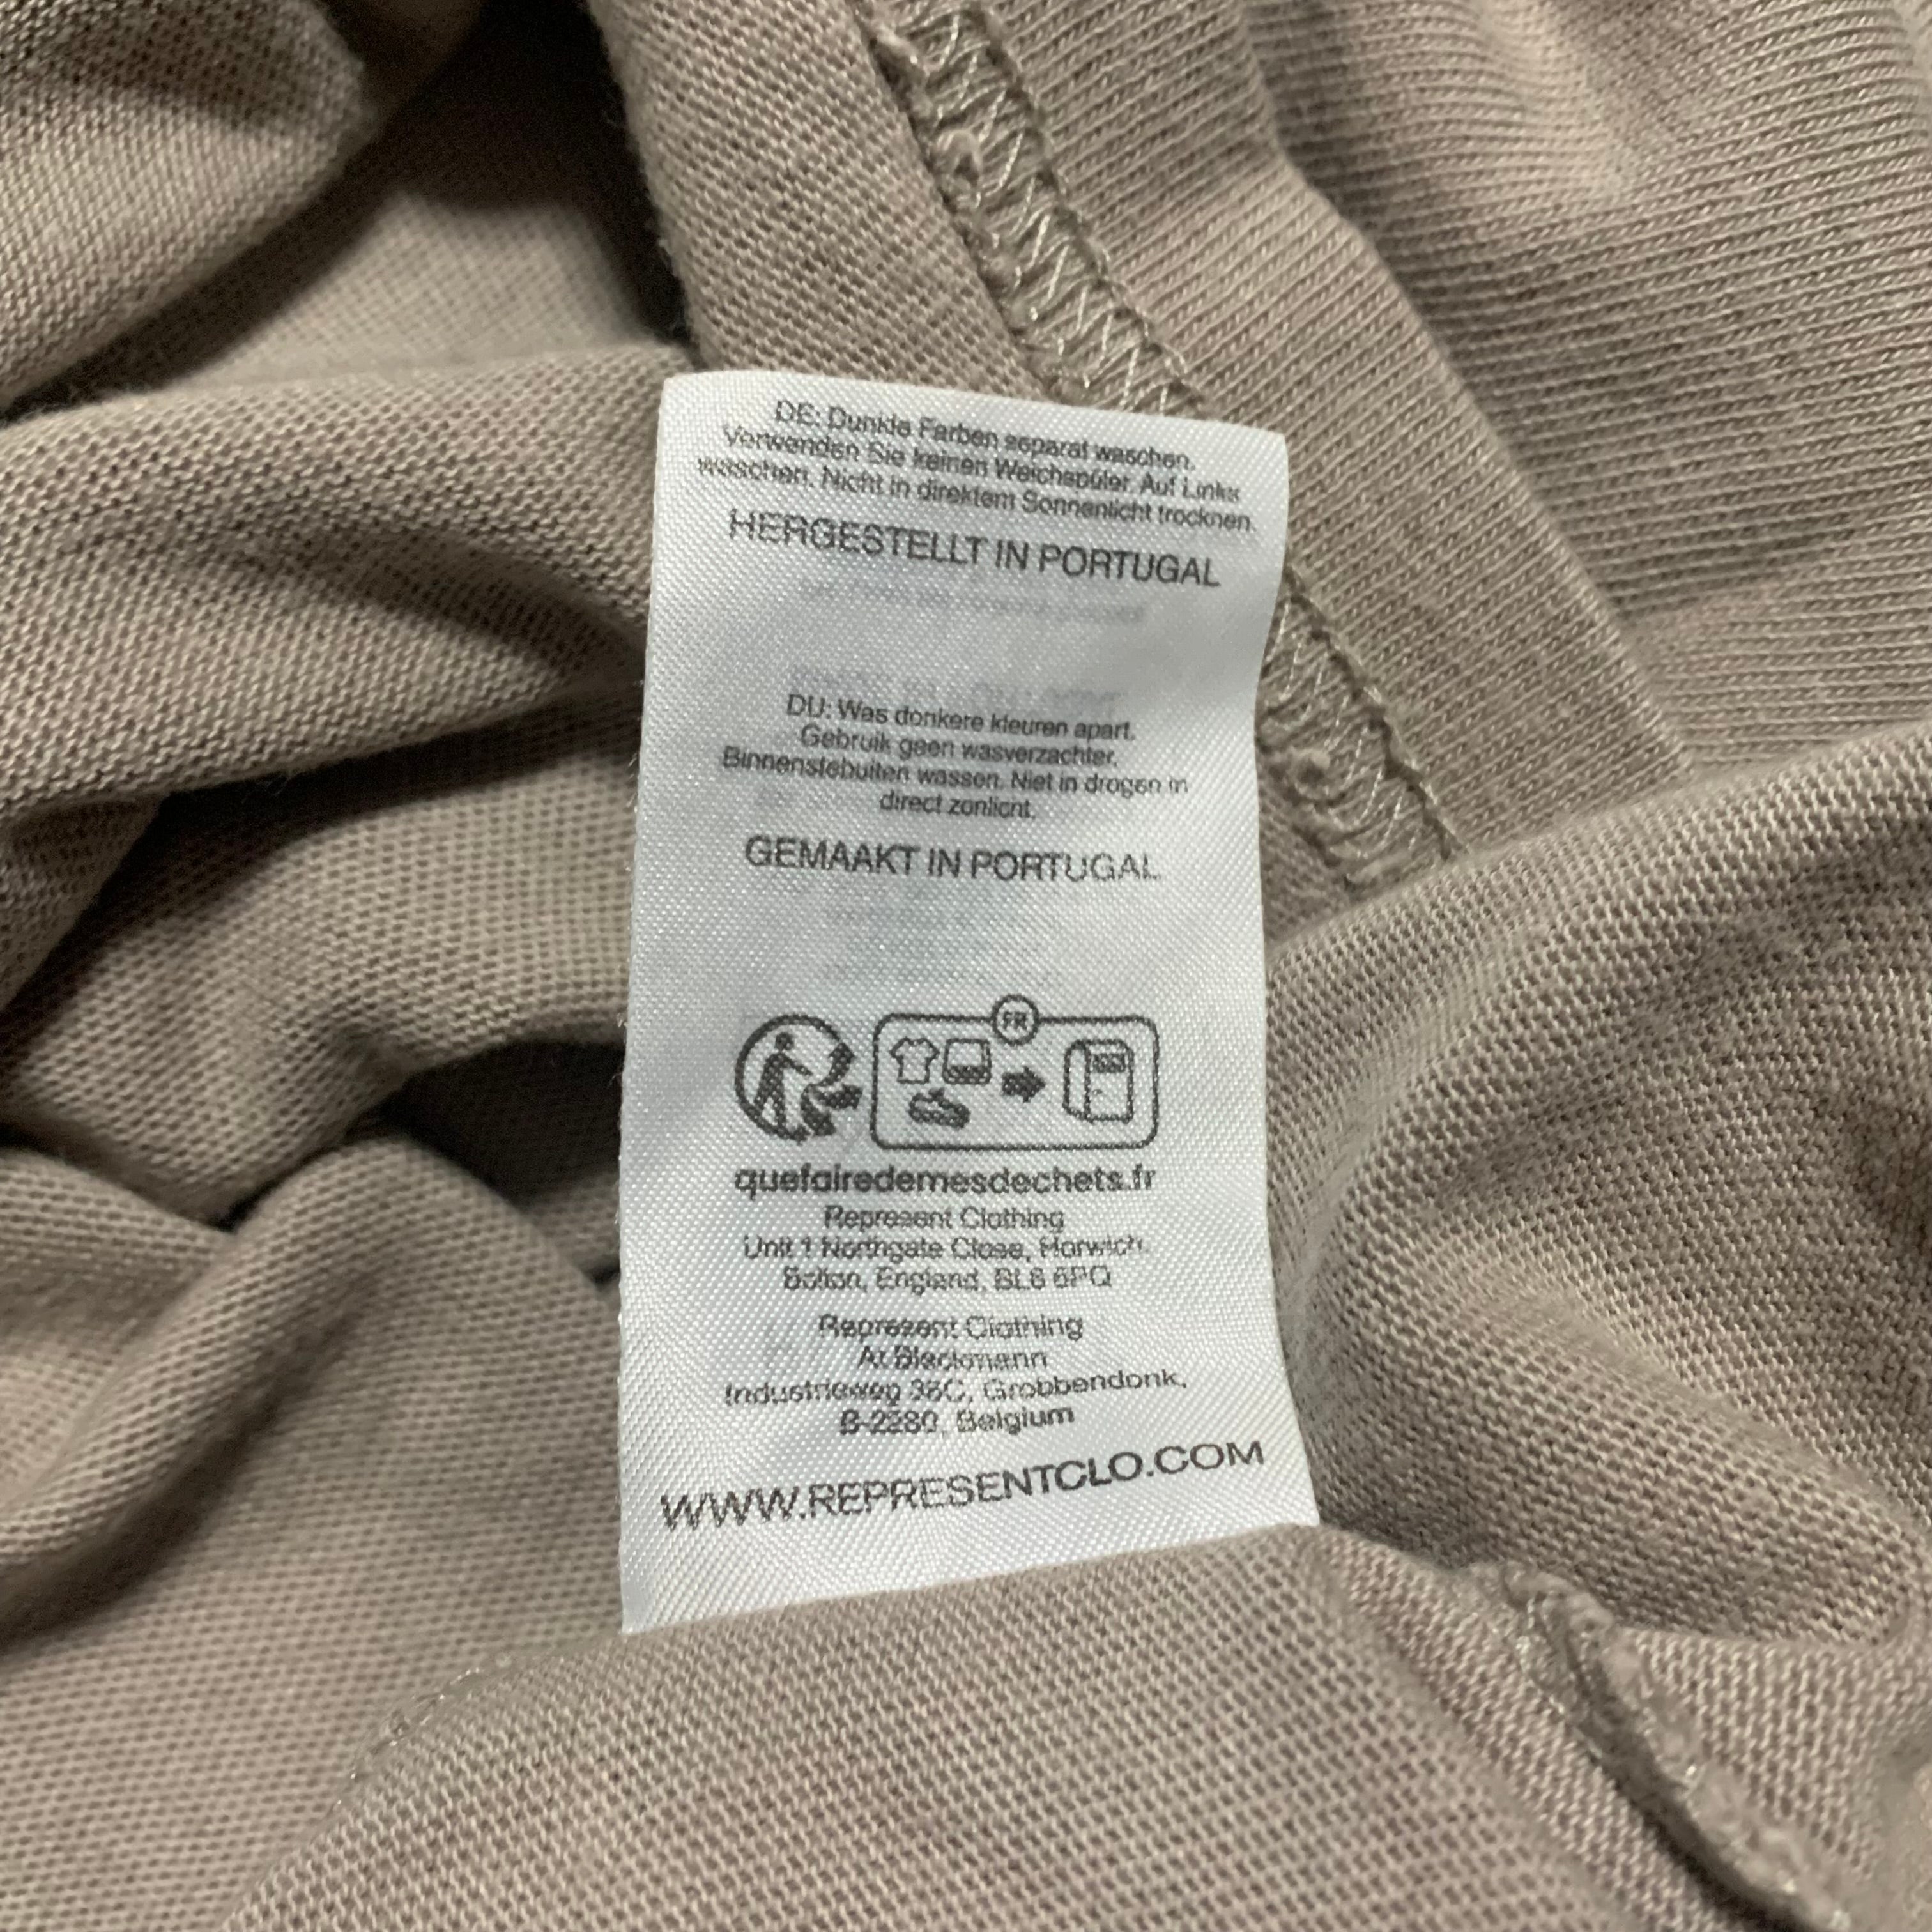 DE: Dunkle Farben separat waschen.
Verwenden Sie keinen Weichspüler. Auf Links
waschen. Nicht in direktem Sonnenlicht trocknen.
HERGESTELLT IN PORTUGAL
DU: Was donkere kleuren apart.
Gebruik geen wasverzachter.
Binnenstebuiten wassen. Niet in drogen in
direct zonlicht.
GEMAAKT IN PORTUGAL
FR
quefairedemesdechets.fr
Represent Clothing
Unit 1 Northgate Close, Horwich,
Bolton, England, BL6 6PQ
Represent Clothing
At Bleckmann
Industrieweg 38C, Grobbendonk,
B-2280, Belgium
WWW.REPRESENTCLO.COM